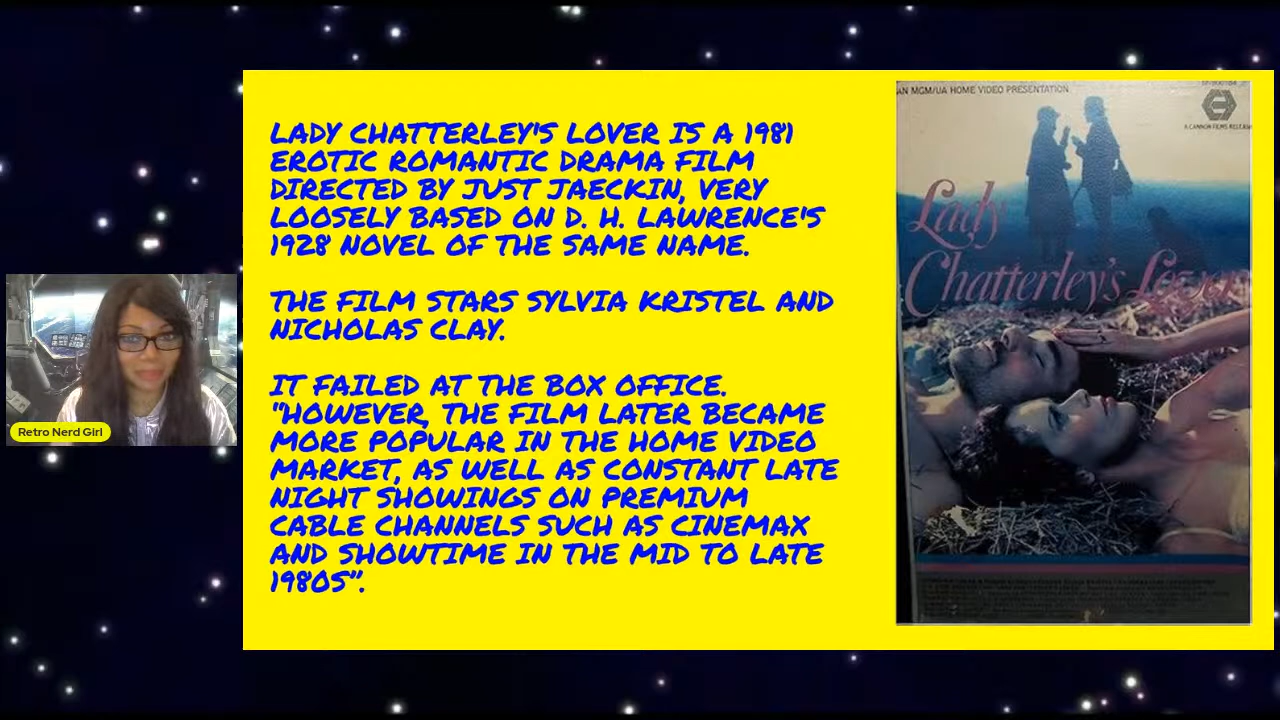 LADY CHATTERLEY'S LOVER IS A 1981
EROTIC ROMANTIC DRAMA FILM
DIRECTED BY JUST JAECKIN, VERY
LOOSELY BASED ON D. H. LAWRENCE'S
1928 NOVEL OF THE SAME NAME.
THE FILM STARS SYLVIA KRISTEL AND
NICHOLAS CLAY.
IT FAILED AT THE BOX OFFICE.
"HOWEVER, THE FILM LATER BECAME
MORE POPULAR IN THE HOME VIDEO
MARKET, AS WELL AS CONSTANT LATE
NIGHT SHOWINGS ON PREMIUM
CABLE CHANNELS SUCH AS CINEMAX
AND SHOWTIME IN THE MID TO LATE
1980S".
AN MGM/UA HOME VIDEO PRESENTATION
A CANNON FILMS RELEASE
Lady
Chatterley's Lover
Retro Nerd Girl